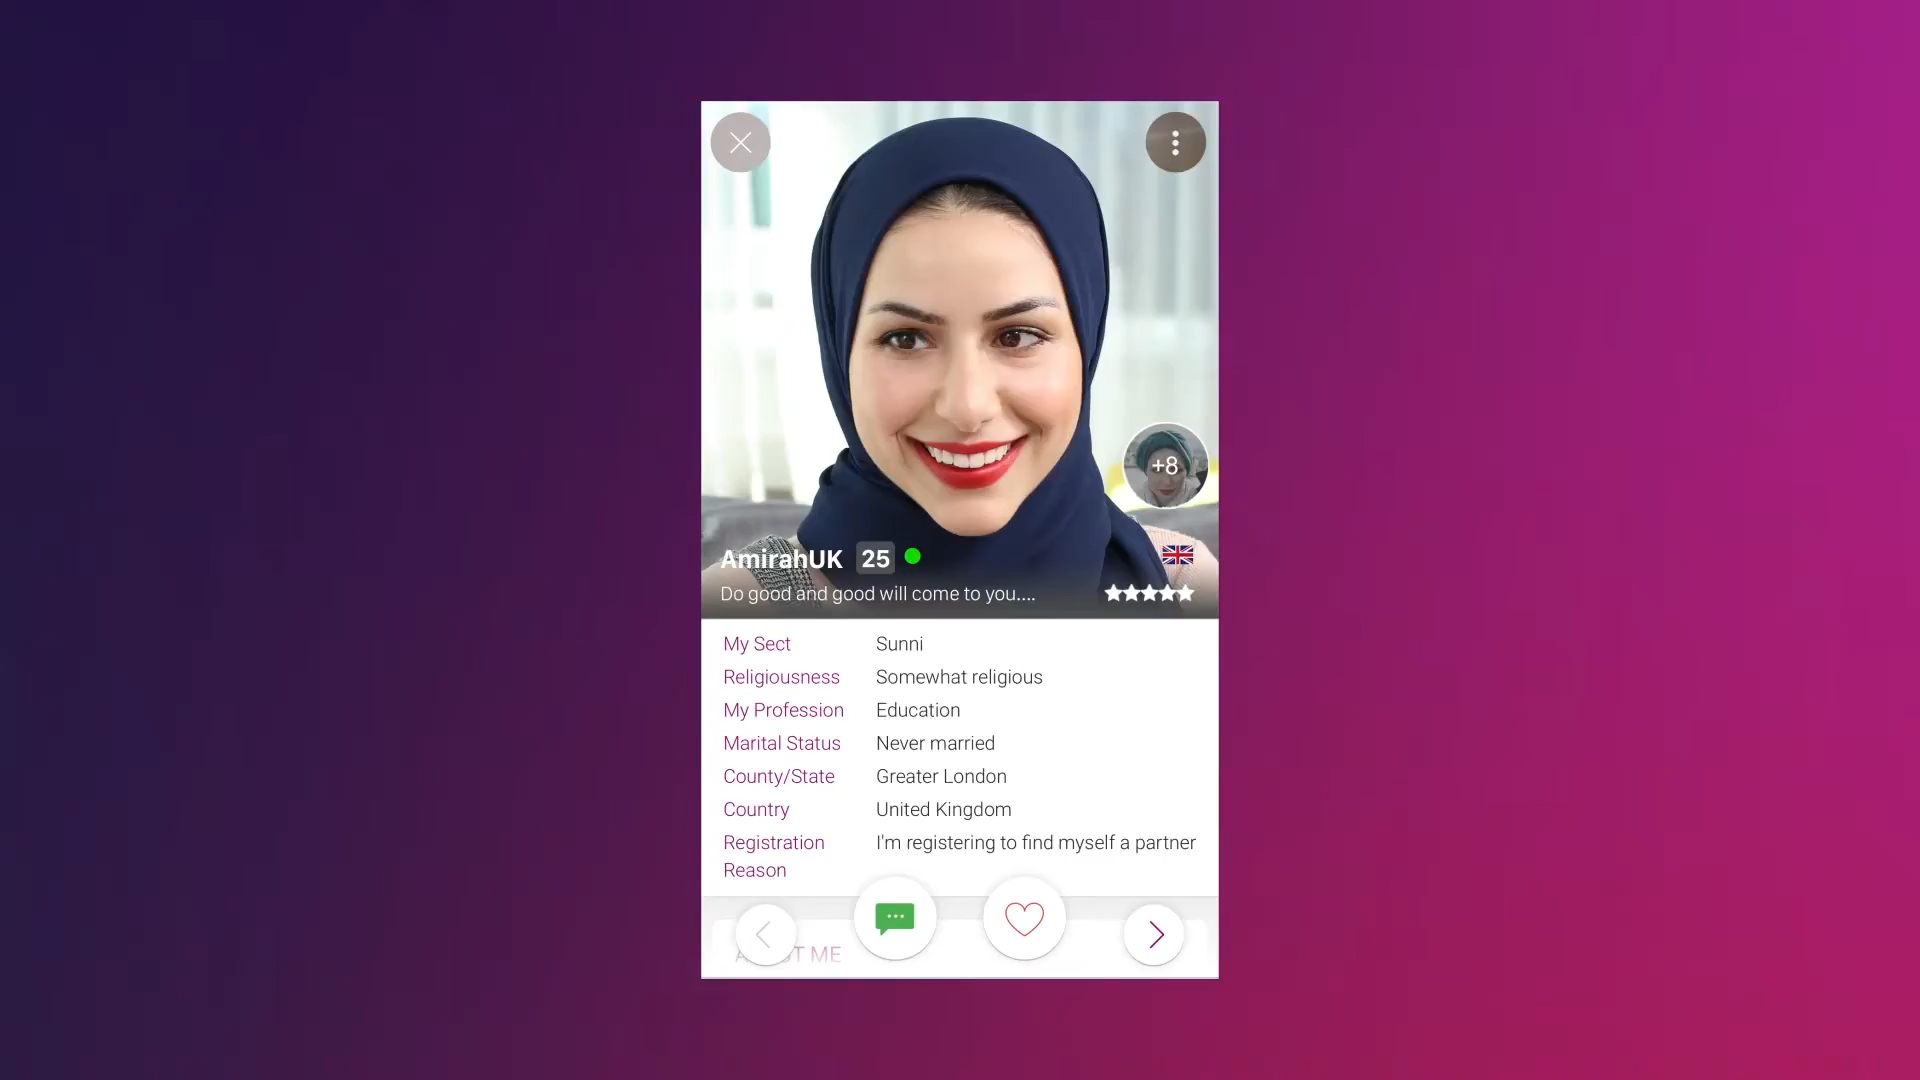 +8
AmirahUK 25
Do good and good will come to you....
My Sect Sunni
Religiousness Somewhat religious
My Profession Education
Marital Status Never married
County/State Greater London
Country United Kingdom
Registration I'm registering to find myself a partner
Reason
ME